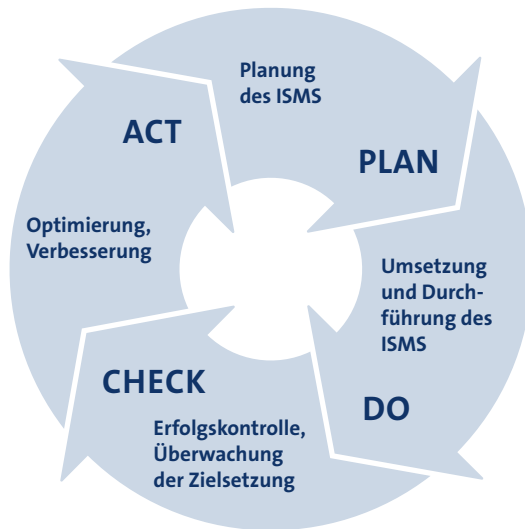 Planung
des ISMS
PLAN
Umsetzung
und Durch-
führung des
ISMS
DO
CHECK
Erfolgskontrolle,
Überwachung
der Zielsetzung
ACT
Optimierung,
Verbesserung